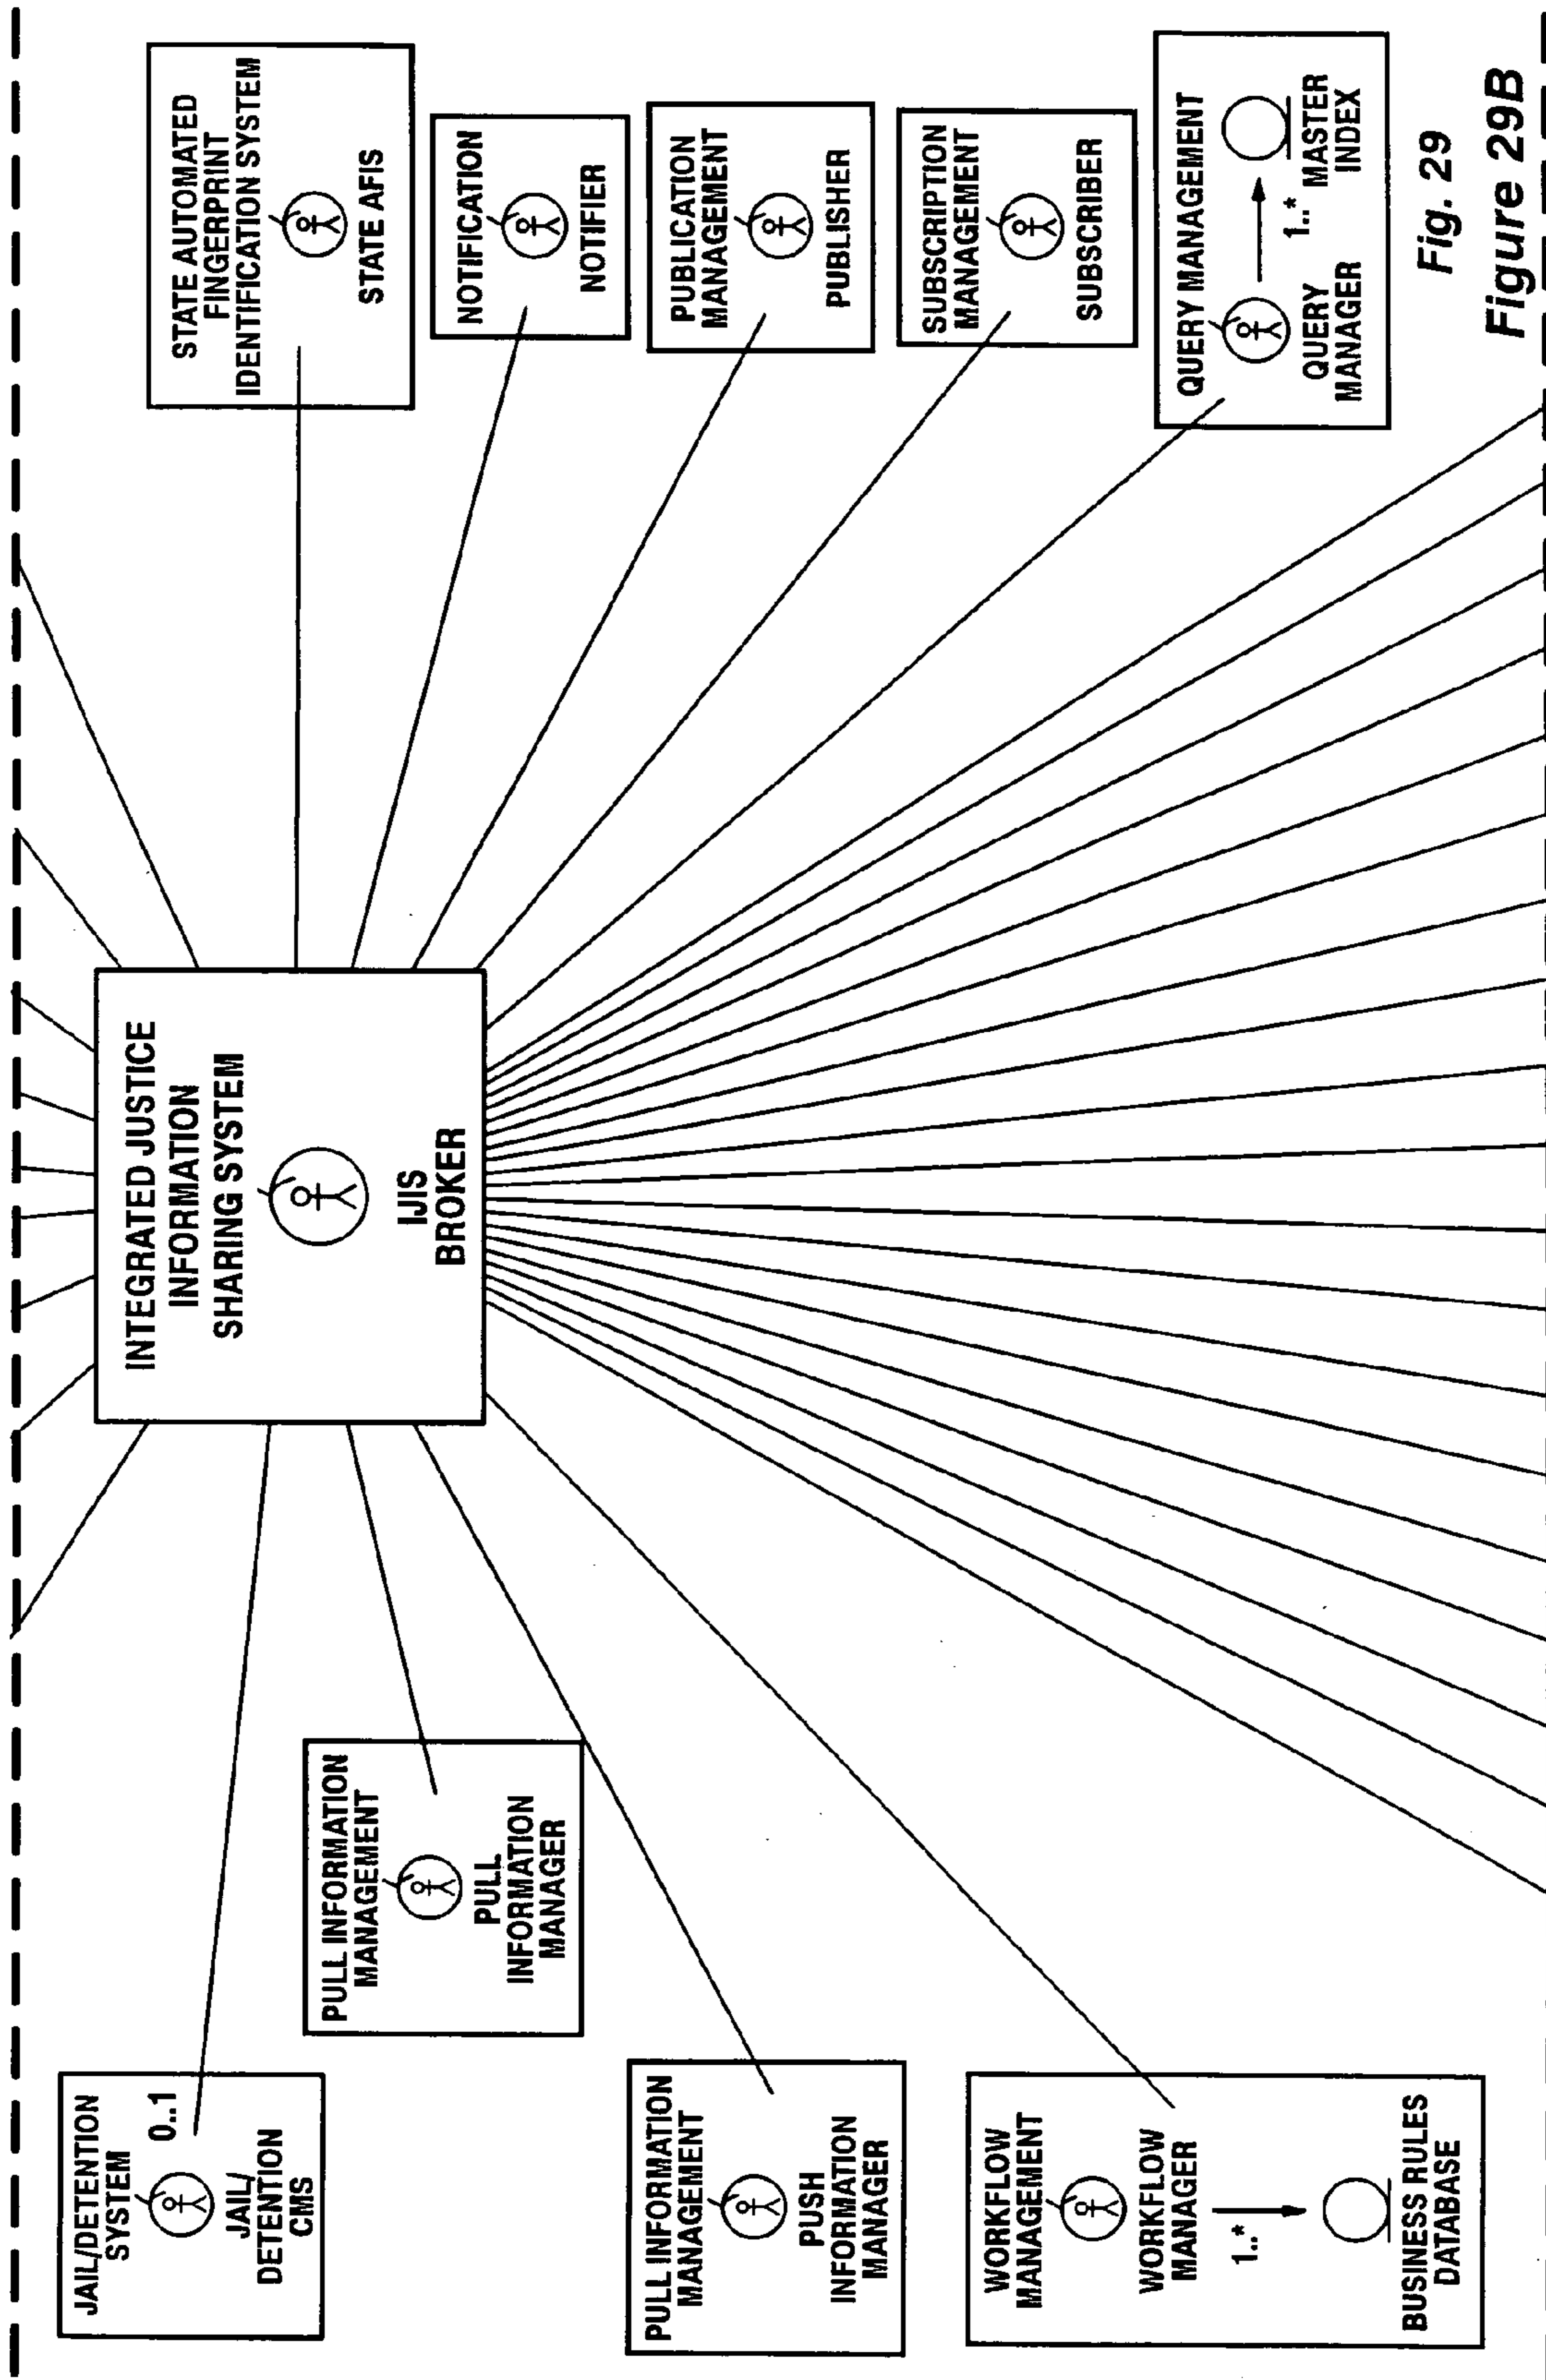 JAIL/DETENTION
SYSTEM
0..1
JAIL/
DETENTION
CMS
PULL INFORMATION
MANAGEMENT
PULL
INFORMATION
MANAGER
PULL INFORMATION
MANAGEMENT
PUSH
INFORMATION
MANAGER
WORKFLOW
MANAGEMENT
WORKFLOW
MANAGER
1..*
BUSINESS RULES
DATABASE
INTEGRATED JUSTICE
INFORMATION
SHARING SYSTEM
IJIS
BROKER
STATE AUTOMATED
FINGERPRINT
IDENTIFICATION SYSTEM
STATE AFIS
NOTIFICATION
NOTIFIER
PUBLICATION
MANAGEMENT
PUBLISHER
SUBSCRIPTION
MANAGEMENT
SUBSCRIBER
QUERY MANAGEMENT
1..*
QUERY
MANAGER
MASTER
INDEX
Fig. 29
Figure 29B